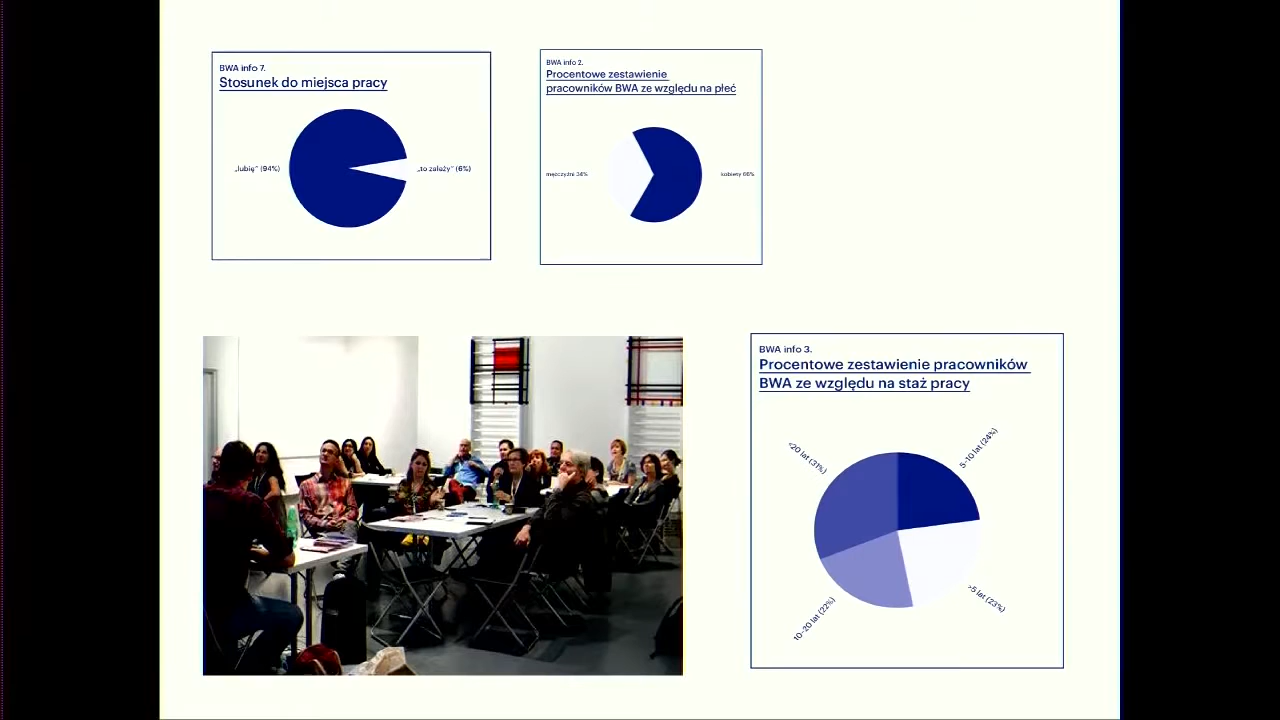 BWA info 7.
Stosunek do miejsca pracy
„lubię" (94%)
„to zależy" (6%)
BWA info 2.
Procentowe zestawienie
pracowników BWA ze względu na płeć
mężczyźni 34%
kobiety 66%
BWA info 3.
Procentowe zestawienie pracowników
BWA ze względu na staż pracy
<20 lat (31%)
5-10 lat (24%)
10-20 lat (22%)
>5 lat (23%)